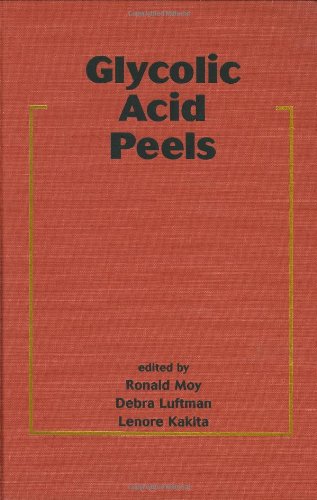 Glycolic
Acid
Peels
edited by
Ronald Moy
Debra Luftman
Lenore Kakita